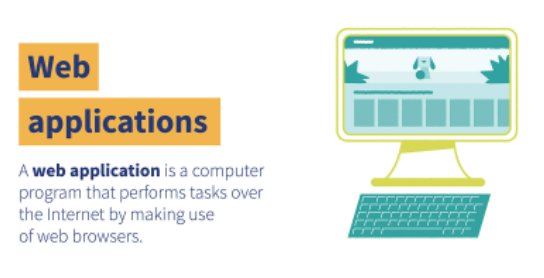 Web
applications
A web application is a computer
program that performs tasks over
the Internet by making use
of web browsers.